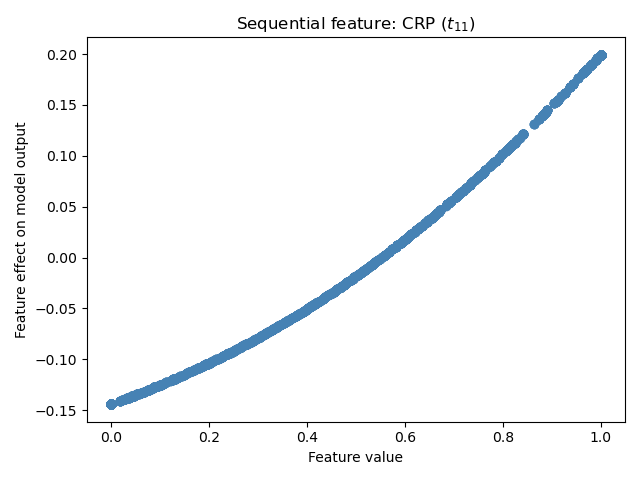 Sequential feature: CRP (t₁₁)
Feature effect on model output
0.20
0.15
0.10
0.05
0.00
−0.05
−0.10
−0.15
0.0 0.2 0.4 0.6 0.8 1.0
Feature value